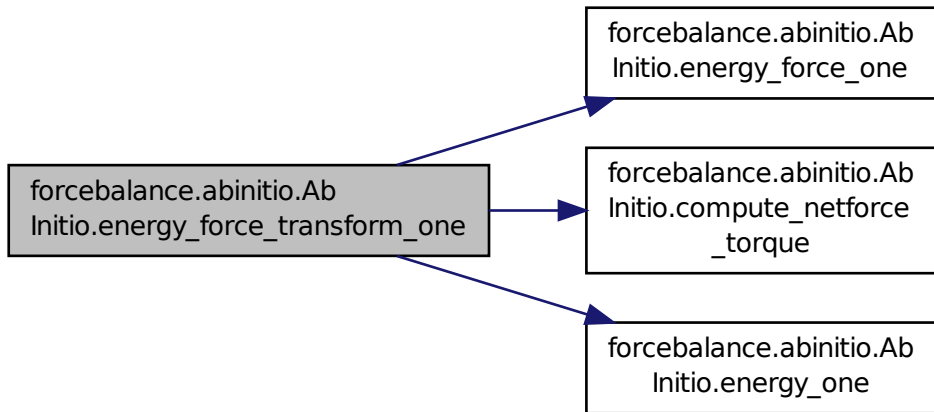 forcebalance.abinitio.Ab
Initio.energy_force_transform_one
forcebalance.abinitio.Ab
Initio.energy_force_one
forcebalance.abinitio.Ab
Initio.compute_netforce
_torque
forcebalance.abinitio.Ab
Initio.energy_one